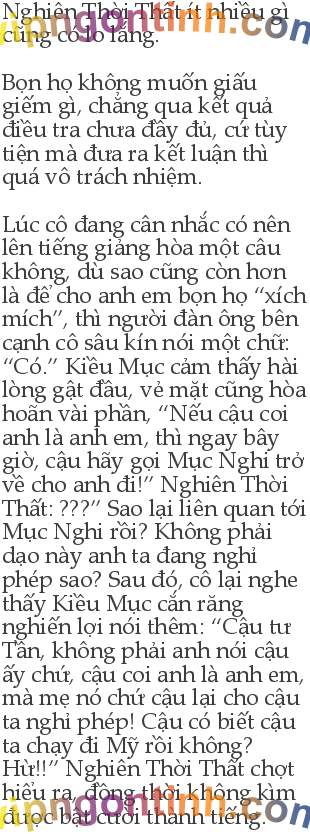 Nghiên Thời Thất ít nhiều gì
cũng có lo lắng.
Bọn họ không muốn giấu
giếm gì, chẳng qua kết quả
điều tra chưa đầy đủ, cứ tùy
tiện mà đưa ra kết luận thì
quá vô trách nhiệm.
Lúc cô đang cân nhắc có nên
lên tiếng giảng hòa một câu
không, dù sao cũng còn hơn
là để cho anh em bọn họ “xích
mích”, thì người đàn ông bên
cạnh cô sâu kín nói một chữ:
“Có.” Kiều Mục cảm thấy hài
lòng gật đầu, vẻ mặt cũng hòa
hoãn vài phần, “Nếu cậu coi
anh là anh em, thì ngay bây
giờ, cậu hãy gọi Mục Nghi trở
về cho anh đi!” Nghiên Thời
Thất: ???” Sao lại liên quan tới
Mục Nghi rồi? Không phải
dạo này anh ta đang nghỉ
phép sao? Sau đó, cô lại nghe
thấy Kiều Mục cắn răng
nghiến lợi nói thêm: “Cậu tư
Tần, không phải anh nói cậu
ấy chứ, cậu coi anh là anh em,
mà mẹ nó chứ cậu lại cho cậu
ta nghỉ phép! Cậu có biết cậu
ta chạy đi Mỹ rồi không?
Hừ!!” Nghiên Thời Thất chợt
hiểu ra, đồng thời không kìm
được bật cười thành tiếng.
vipngontinh.com
vipngontinh.com